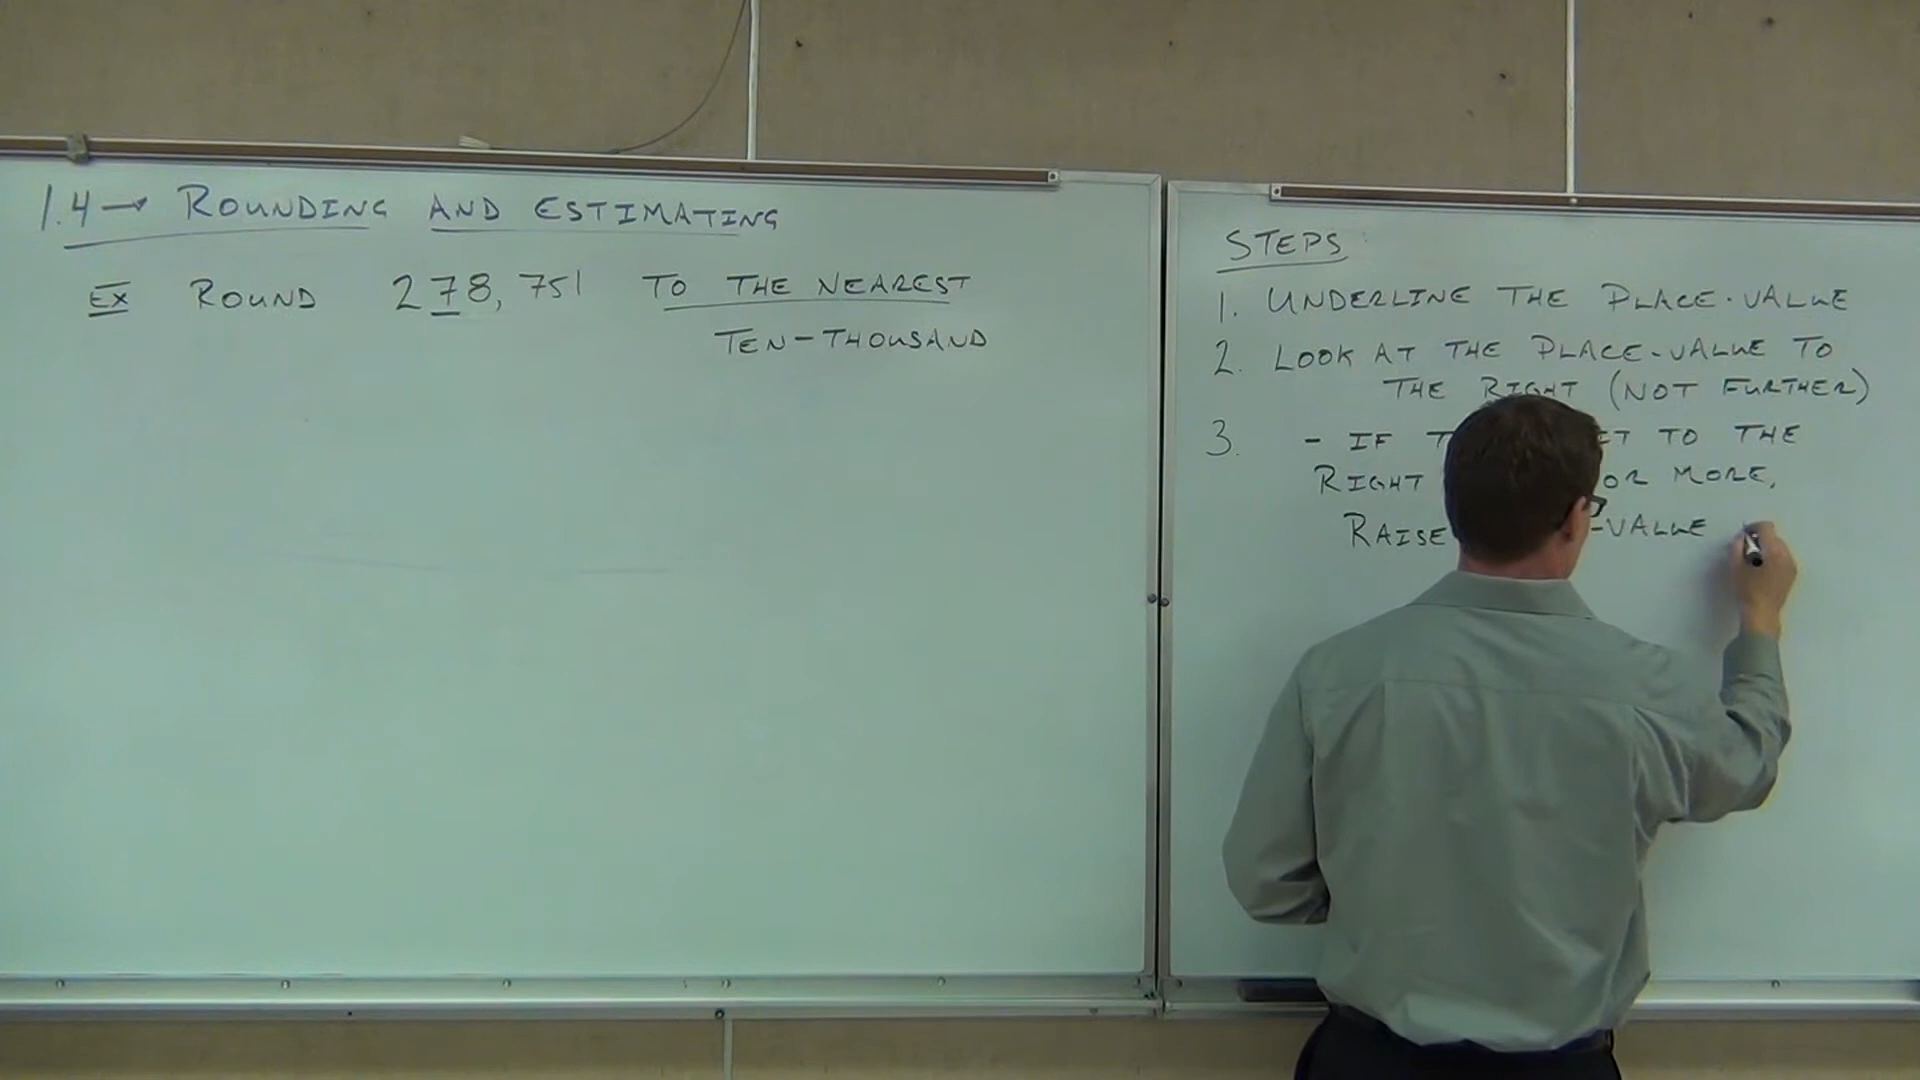 1.4 → ROUNDING AND ESTIMATING
EX ROUND 278,751 TO THE NEAREST
TEN-THOUSAND
STEPS:
1. UNDERLINE THE PLACE-VALUE
2. LOOK AT THE PLACE-VALUE TO
THE RIGHT (NOT FURTHER)
3. - IF TO THE
RIGHT OR MORE,
RAISE -VALUE